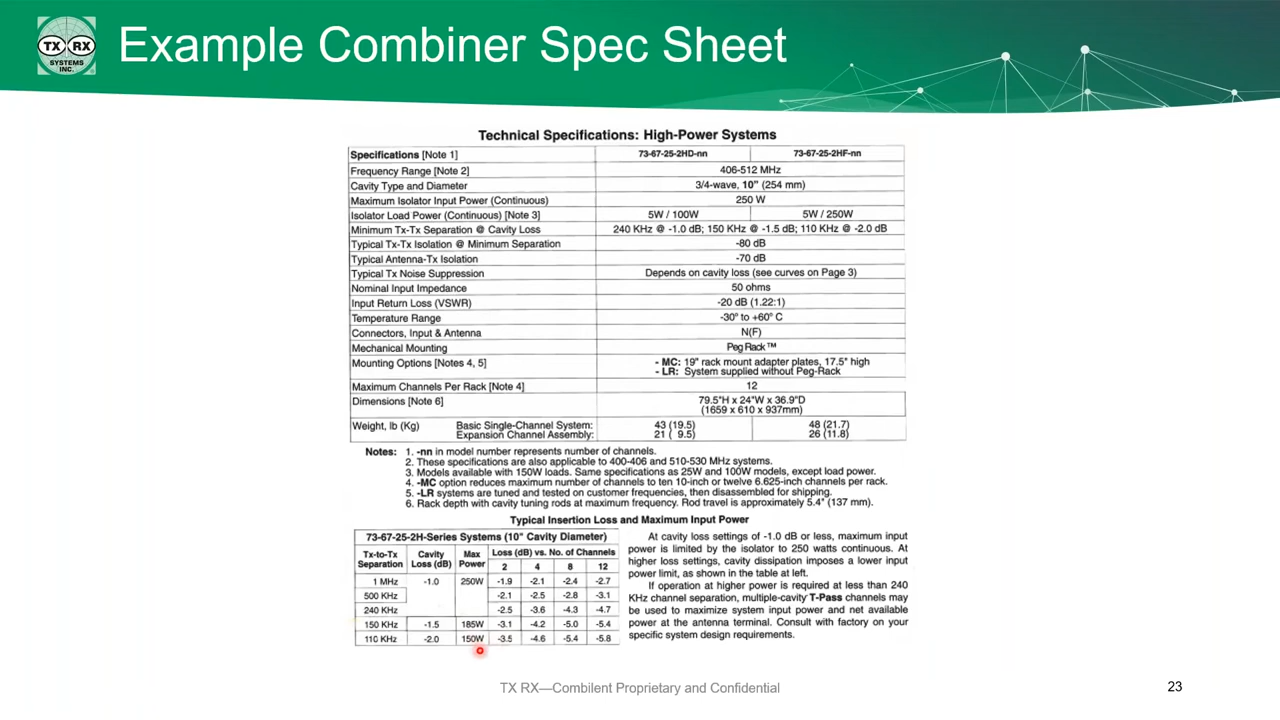 TX RX
SYSTEMS
INC.
Example Combiner Spec Sheet
Technical Specifications: High-Power Systems
Specifications [Note 1] 73-67-25-2HD-nn 73-67-25-2HF-nn
Frequency Range [Note 2] 406-512 MHz
Cavity Type and Diameter 3/4-wave, 10" (254 mm)
Maximum Isolator Input Power (Continuous) 250 W
Isolator Load Power (Continuous) [Note 3] 5W / 100W 5W / 250W
Minimum Tx-Tx Separation @ Cavity Loss 240 KHz @ -1.0 dB; 150 KHz @ -1.5 dB; 110 KHz @ -2.0 dB
Typical Tx-Tx Isolation @ Minimum Separation -80 dB
Typical Antenna-Tx Isolation -70 dB
Typical Tx Noise Suppression Depends on cavity loss (see curves on Page 3)
Nominal Input Impedance 50 ohms
Input Return Loss (VSWR) -20 dB (1.22:1)
Temperature Range -30° to +60° C
Connectors, Input & Antenna N(F)
Mechanical Mounting Peg Rack™
Mounting Options [Notes 4, 5] - MC: 19" rack mount adapter plates, 17.5" high
- LR: System supplied without Peg-Rack
Maximum Channels Per Rack [Note 4] 12
Dimensions [Note 6] 79.5"H x 24"W x 36.9"D
(1659 x 610 x 937mm)
Weight, lb (Kg) Basic Single-Channel System: 43 (19.5) 48 (21.7)
Expansion Channel Assembly: 21 ( 9.5) 26 (11.8)
Notes: 1. -nn in model number represents number of channels.
2. These specifications are also applicable to 400-406 and 510-530 MHz systems.
3. Models available with 150W loads. Same specifications as 25W and 100W models, except load power.
4. -MC option reduces maximum number of channels to ten 10-inch or twelve 6.625-inch channels per rack.
5. -LR systems are tuned and tested on customer frequencies, then disassembled for shipping.
6. Rack depth with cavity tuning rods at maximum frequency. Rod travel is approximately 5.4" (137 mm).
Typical Insertion Loss and Maximum Input Power
73-67-25-2H-Series Systems (10" Cavity Diameter)
Tx-to-Tx Separation Cavity Loss (dB) Max Power Loss (dB) vs. No. of Channels
2 4 8 12
1 MHz -1.0 250W -1.9 -2.1 -2.4 -2.7
500 KHz -2.1 -2.5 -2.8 -3.1
240 KHz -2.5 -3.6 -4.3 -4.7
150 KHz -1.5 185W -3.1 -4.2 -5.0 -5.4
110 KHz -2.0 150W -3.5 -4.6 -5.4 -5.8
At cavity loss settings of -1.0 dB or less, maximum input
power is limited by the isolator to 250 watts continuous. At
higher loss settings, cavity dissipation imposes a lower input
power limit, as shown in the table at left.
If operation at higher power is required at less than 240
KHz channel separation, multiple-cavity T-Pass channels may
be used to maximize system input power and net available
power at the antenna terminal. Consult with factory on your
specific system design requirements.
TX RX—Combilent Proprietary and Confidential
23